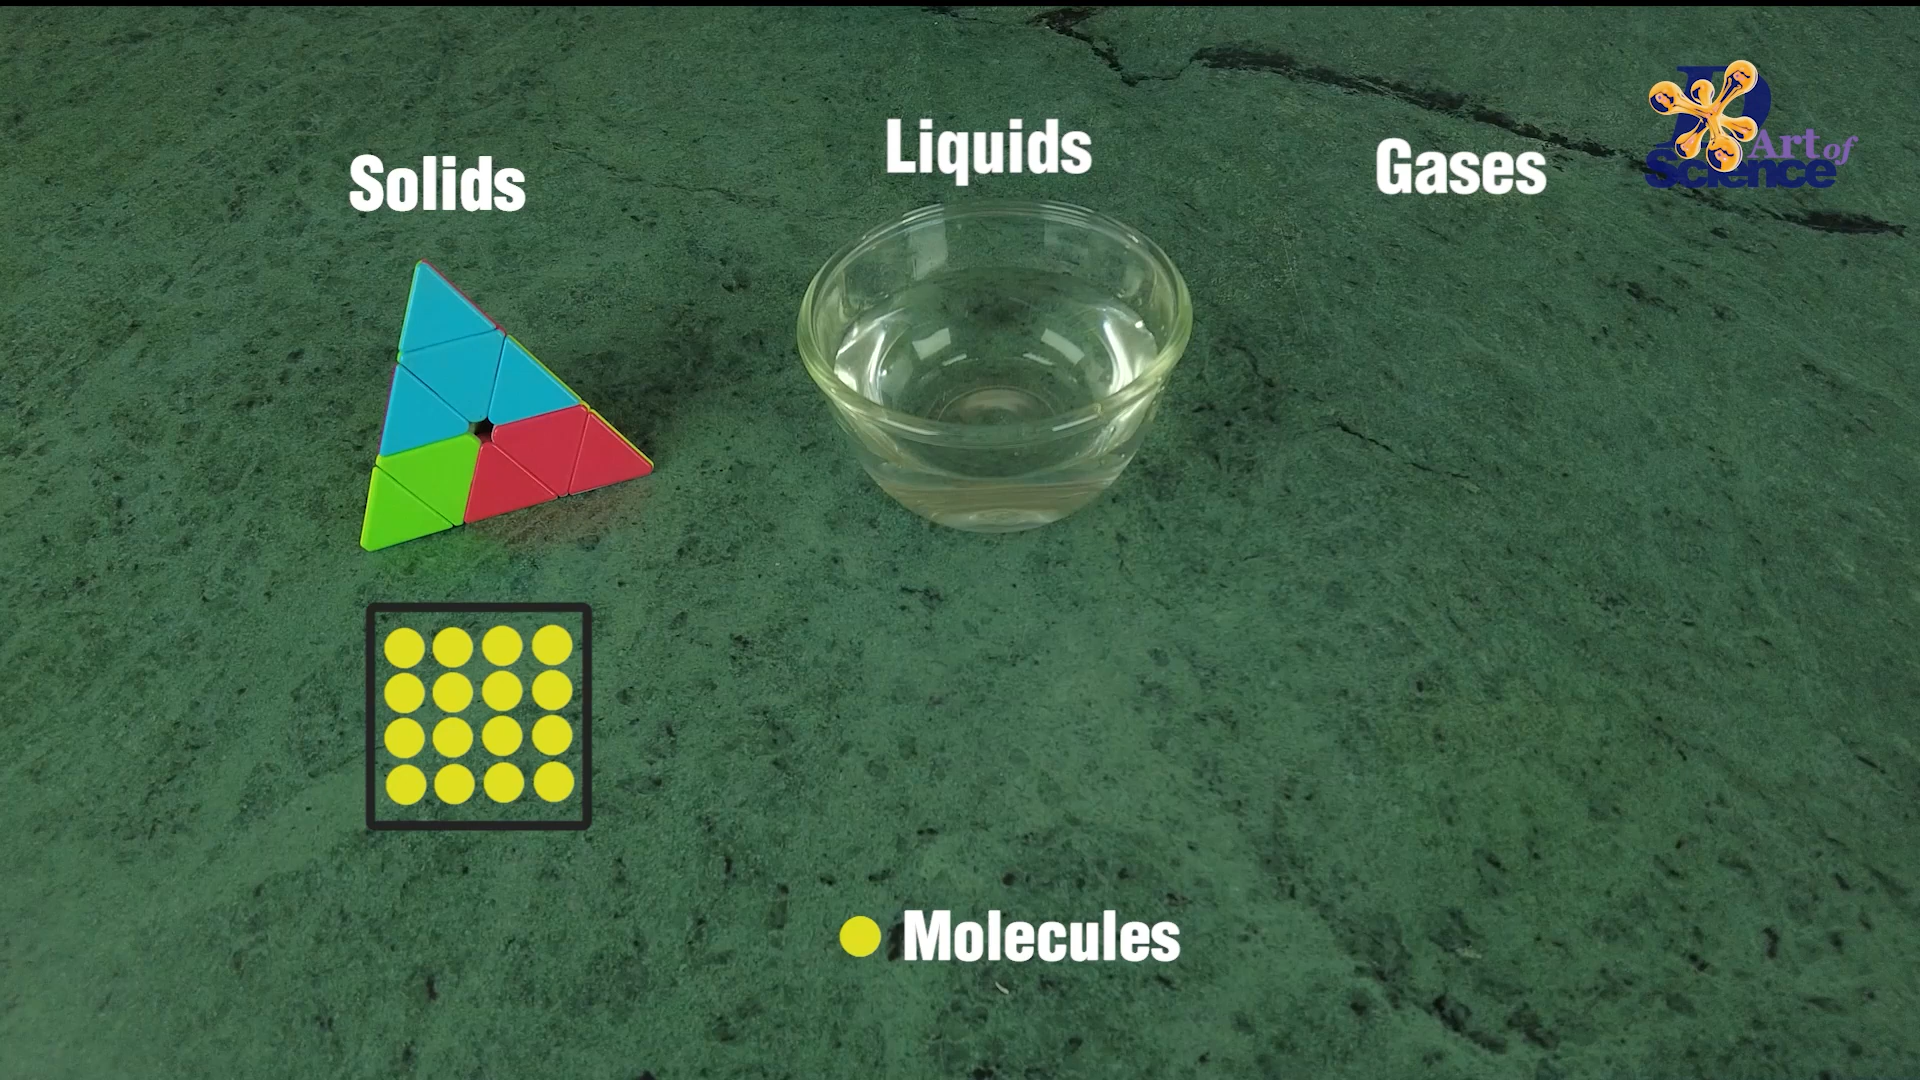 Solids
Liquids
Gases
D
Art of
Science
Molecules